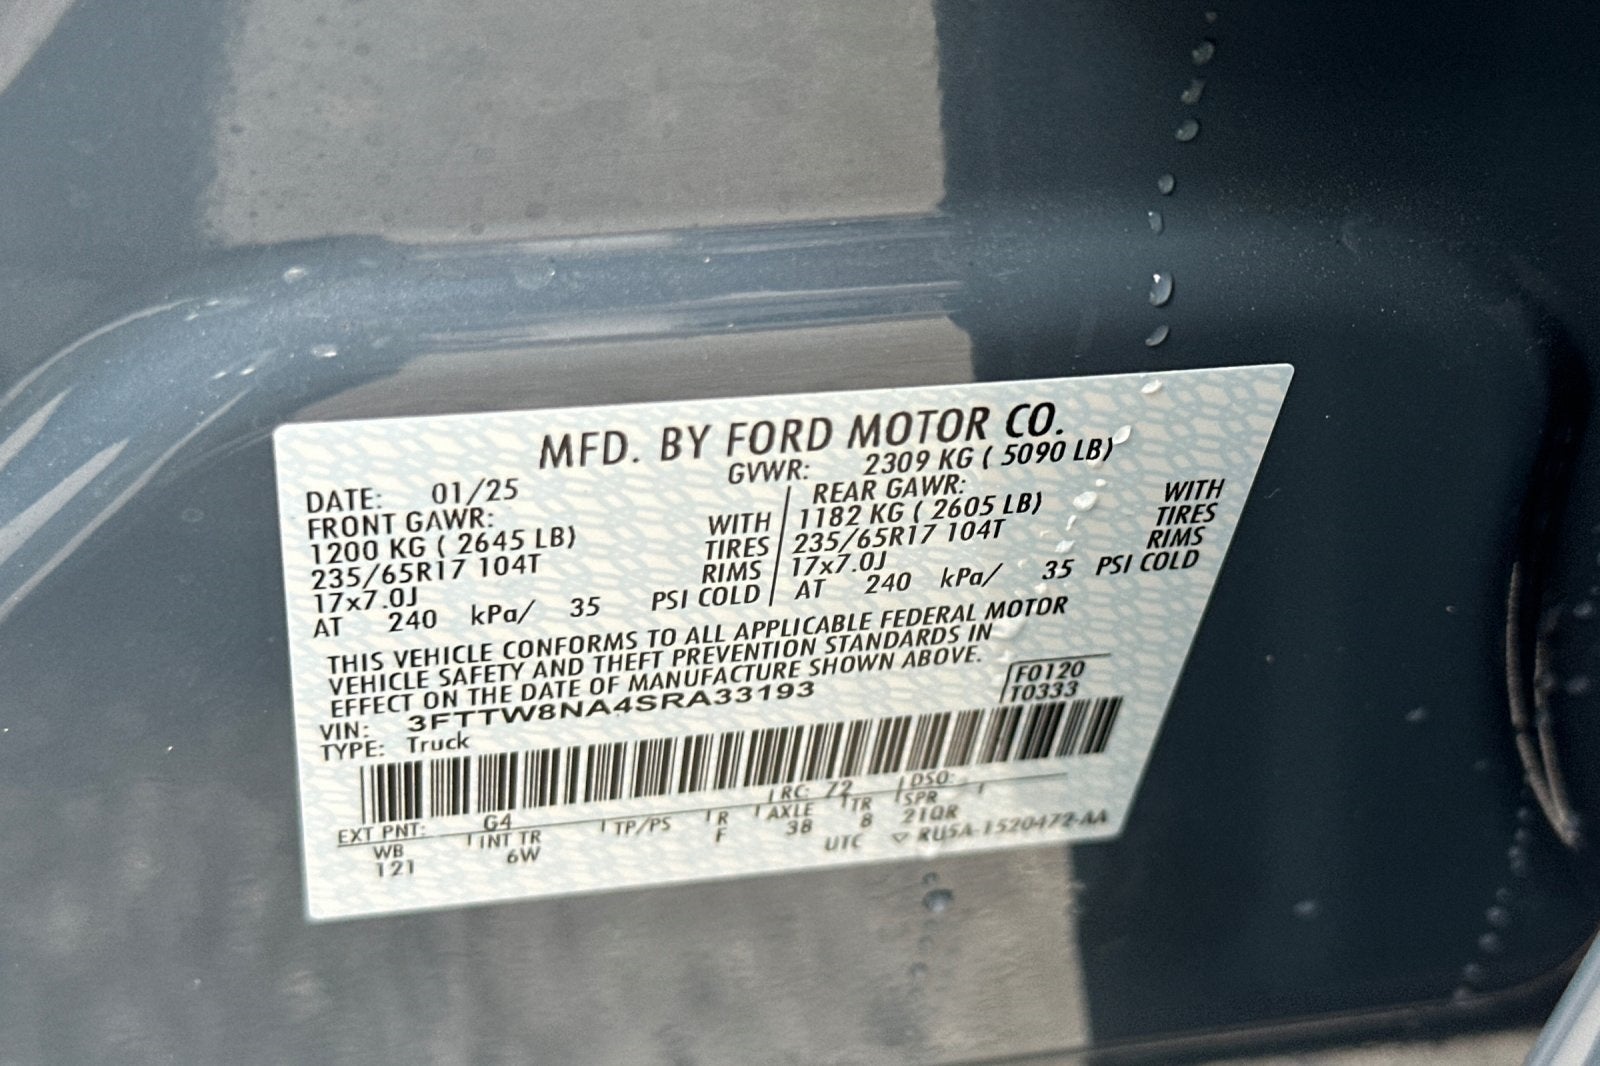 MFD. BY FORD MOTOR CO.
DATE: 01/25 GVWR: 2309 KG ( 5090 LB)
FRONT GAWR: REAR GAWR:
1200 KG ( 2645 LB) WITH 1182 KG ( 2605 LB) WITH
235/65R17 104T TIRES 235/65R17 104T TIRES
17x7.0J RIMS 17x7.0J RIMS
AT 240 kPa/ 35 PSI COLD AT 240 kPa/ 35 PSI COLD
THIS VEHICLE CONFORMS TO ALL APPLICABLE FEDERAL MOTOR
VEHICLE SAFETY AND THEFT PREVENTION STANDARDS IN
EFFECT ON THE DATE OF MANUFACTURE SHOWN ABOVE.
VIN: 3FTTW8NA4SRA33193 F0120
TYPE: Truck T0333
EXT PNT: G4 RC: 72 DSO:
WB INT TR TP/PS R AXLE TR SPR
121 6W F 38 8 21QR
UTC ▽ RU5A-1520472-AA